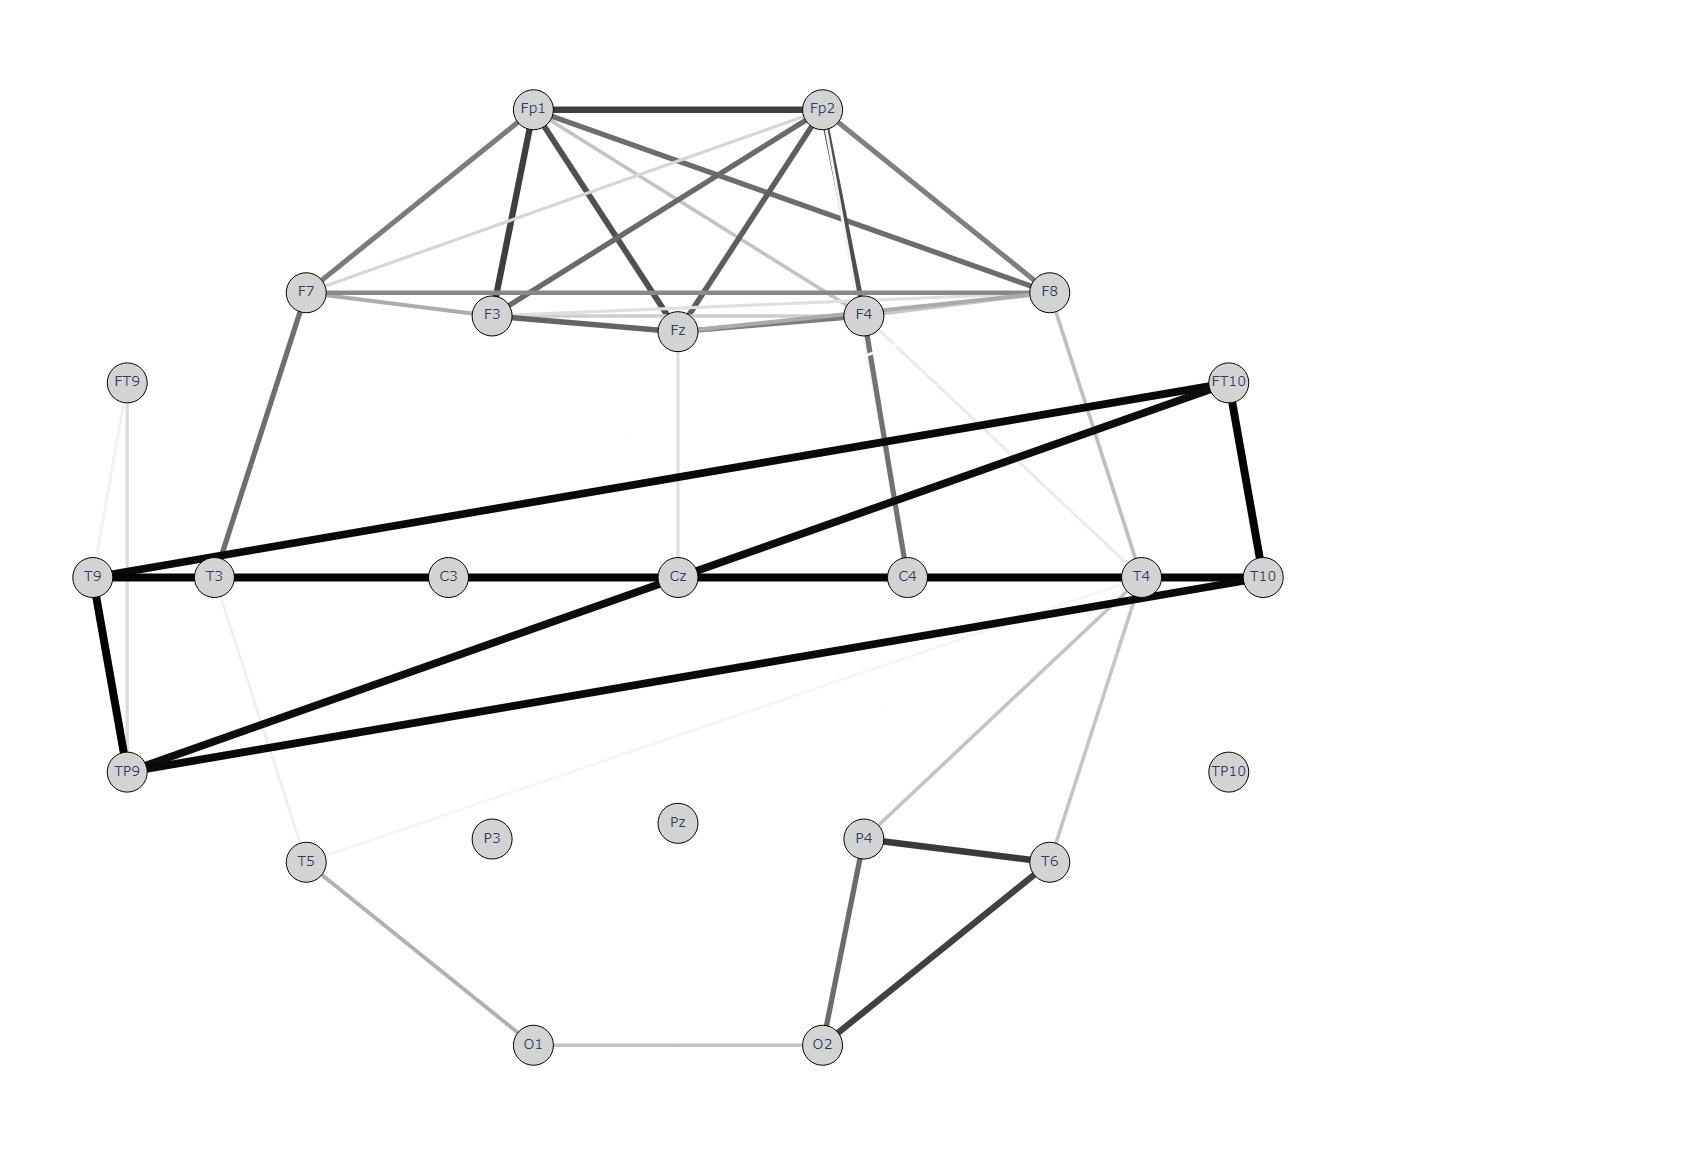 Fp1 Fp2
F7 F3 Fz F4 F8
FT9 FT10
T9 T3 C3 Cz C4 T4 T10
TP9 TP10
T5 P3 Pz P4 T6
O1 O2